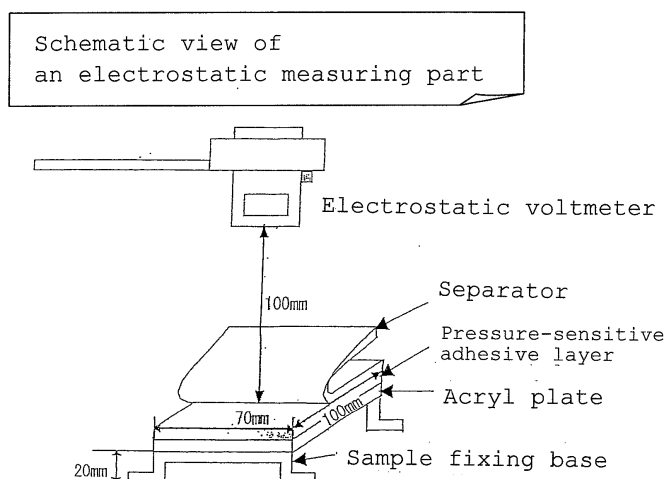 Schematic view of
an electrostatic measuring part
Electrostatic voltmeter
100mm
Separator
Pressure-sensitive
adhesive layer
Acryl plate
70mm
100mm
Sample fixing base
20mm